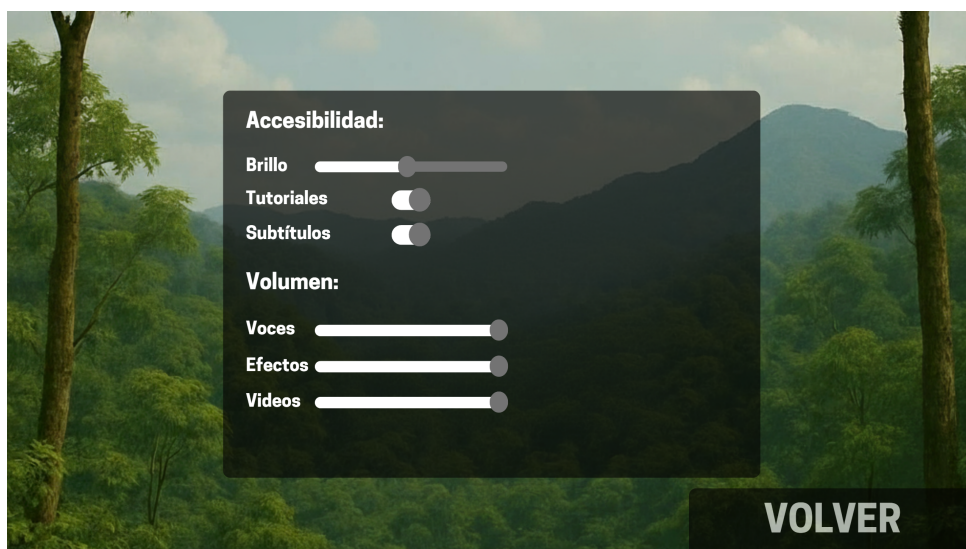 Accesibilidad:
Brillo
Tutoriales
Subtítulos
Volumen:
Voces
Efectos
Videos
VOLVER